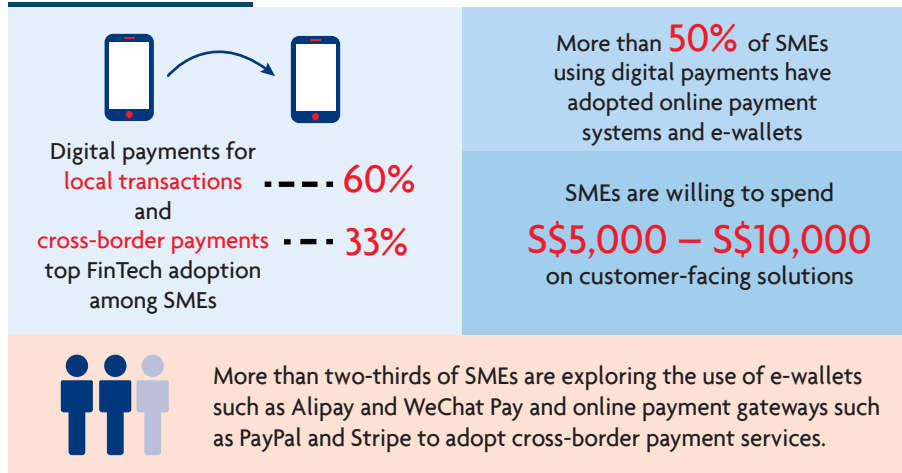 Digital payments for
local transactions 60%
and
cross-border payments 33%
top FinTech adoption
among SMEs
More than 50% of SMEs
using digital payments have
adopted online payment
systems and e-wallets
SMEs are willing to spend
S$5,000 – S$10,000
on customer-facing solutions
More than two-thirds of SMEs are exploring the use of e-wallets
such as Alipay and WeChat Pay and online payment gateways such
as PayPal and Stripe to adopt cross-border payment services.